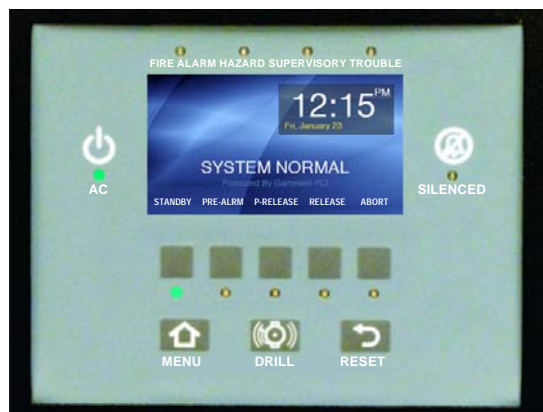 FIRE ALARM HAZARD SUPERVISORY TROUBLE
12:15 PM
Fri, January 20
SYSTEM NORMAL
Protected By Gamewell-FCI
AC
SILENCED
STANDBY PRE-ALRM P-RELEASE RELEASE ABORT
MENU DRILL RESET